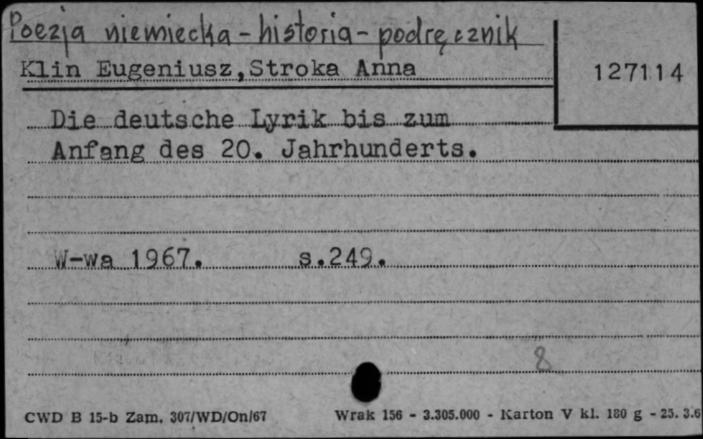 Poezja niemiecka - historia - podręcznik
Klin Eugeniusz,Stroka Anna
127114
Die deutsche Lyrik bis zum
Anfang des 20. Jahrhunderts.
W-wa 1967. s.249.
8
CWD B 15-b Zam. 307/WD/On/67 Wrak 156 - 3.305.000 - Karton V kl. 180 g - 25. 3.6